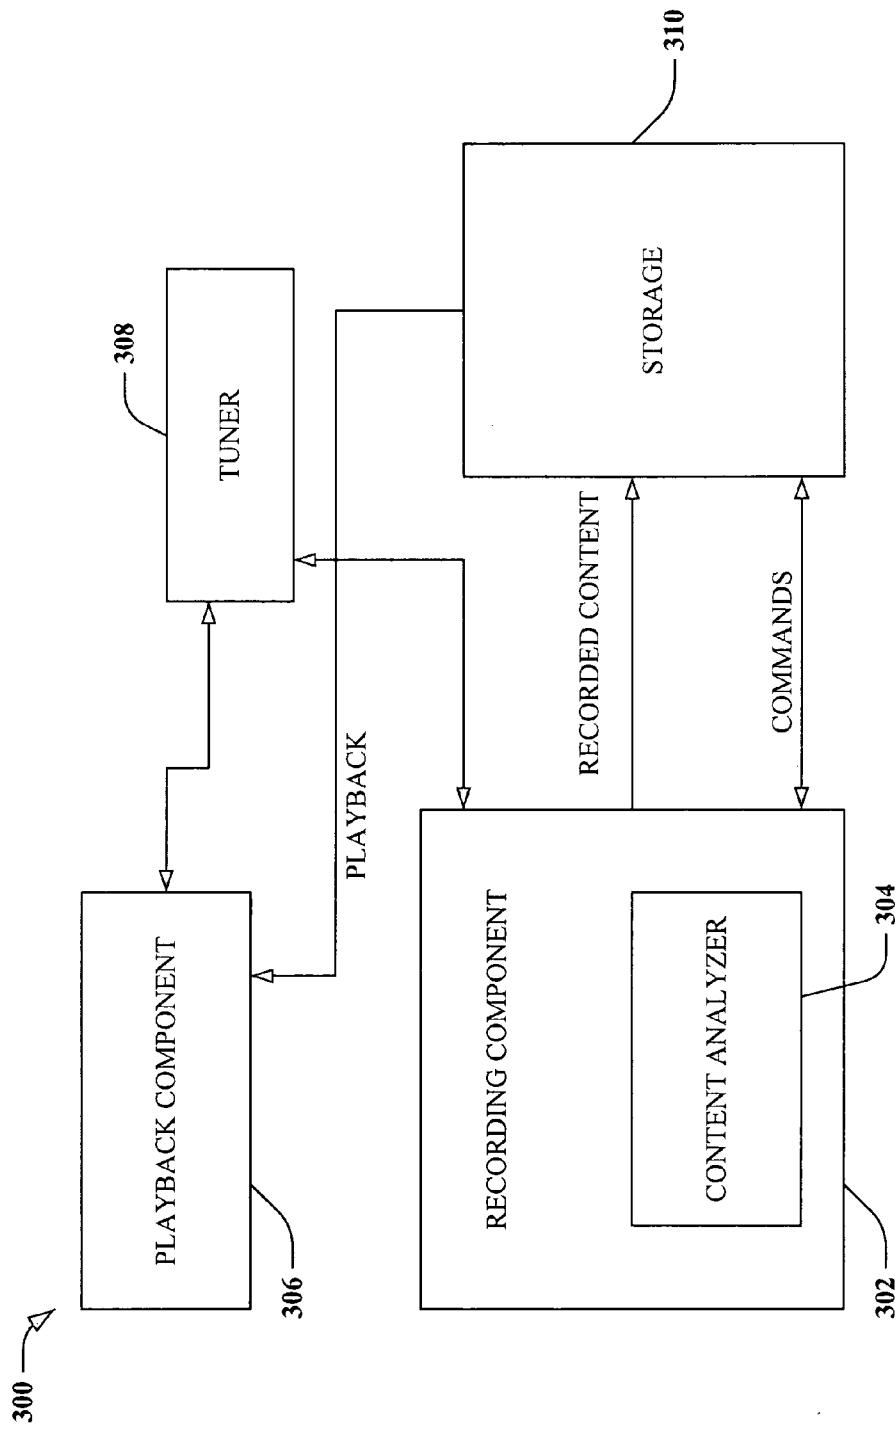 300
PLAYBACK COMPONENT
306
308
TUNER
PLAYBACK
RECORDING COMPONENT
CONTENT ANALYZER
302
304
RECORDED CONTENT
COMMANDS
STORAGE
310